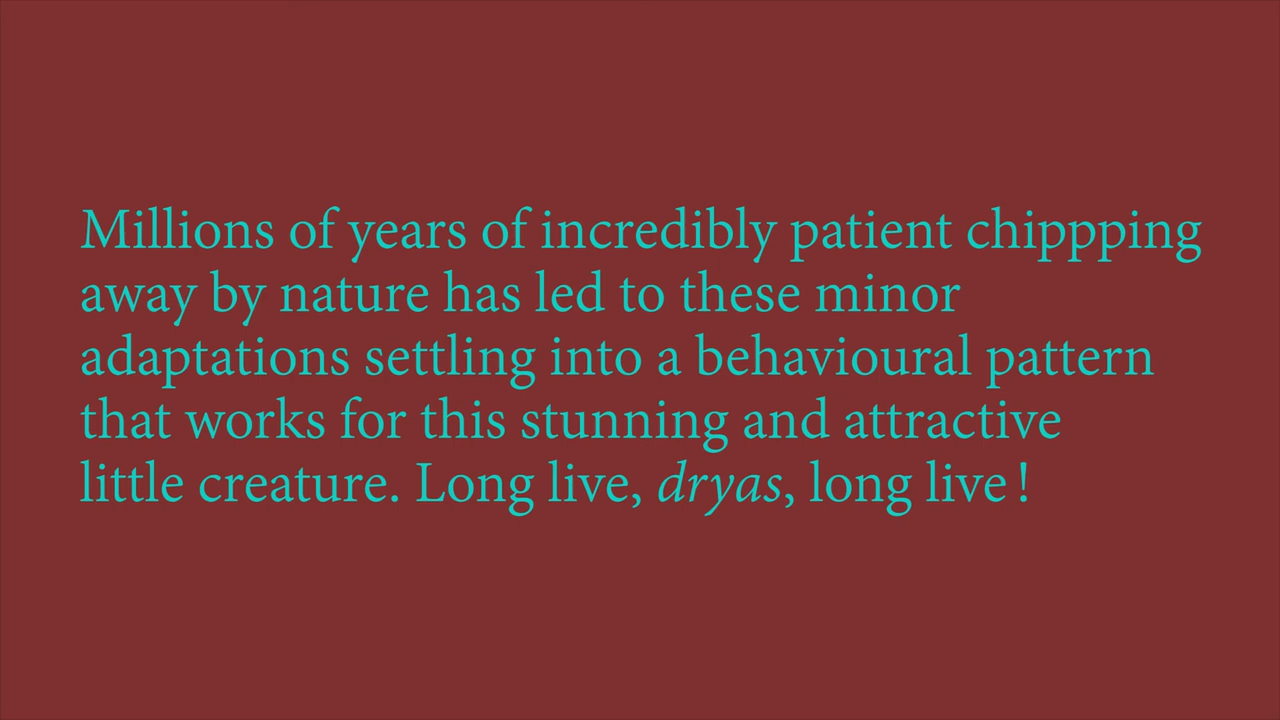 Millions of years of incredibly patient chippping
away by nature has led to these minor
adaptations settling into a behavioural pattern
that works for this stunning and attractive
little creature. Long live, dryas, long live !